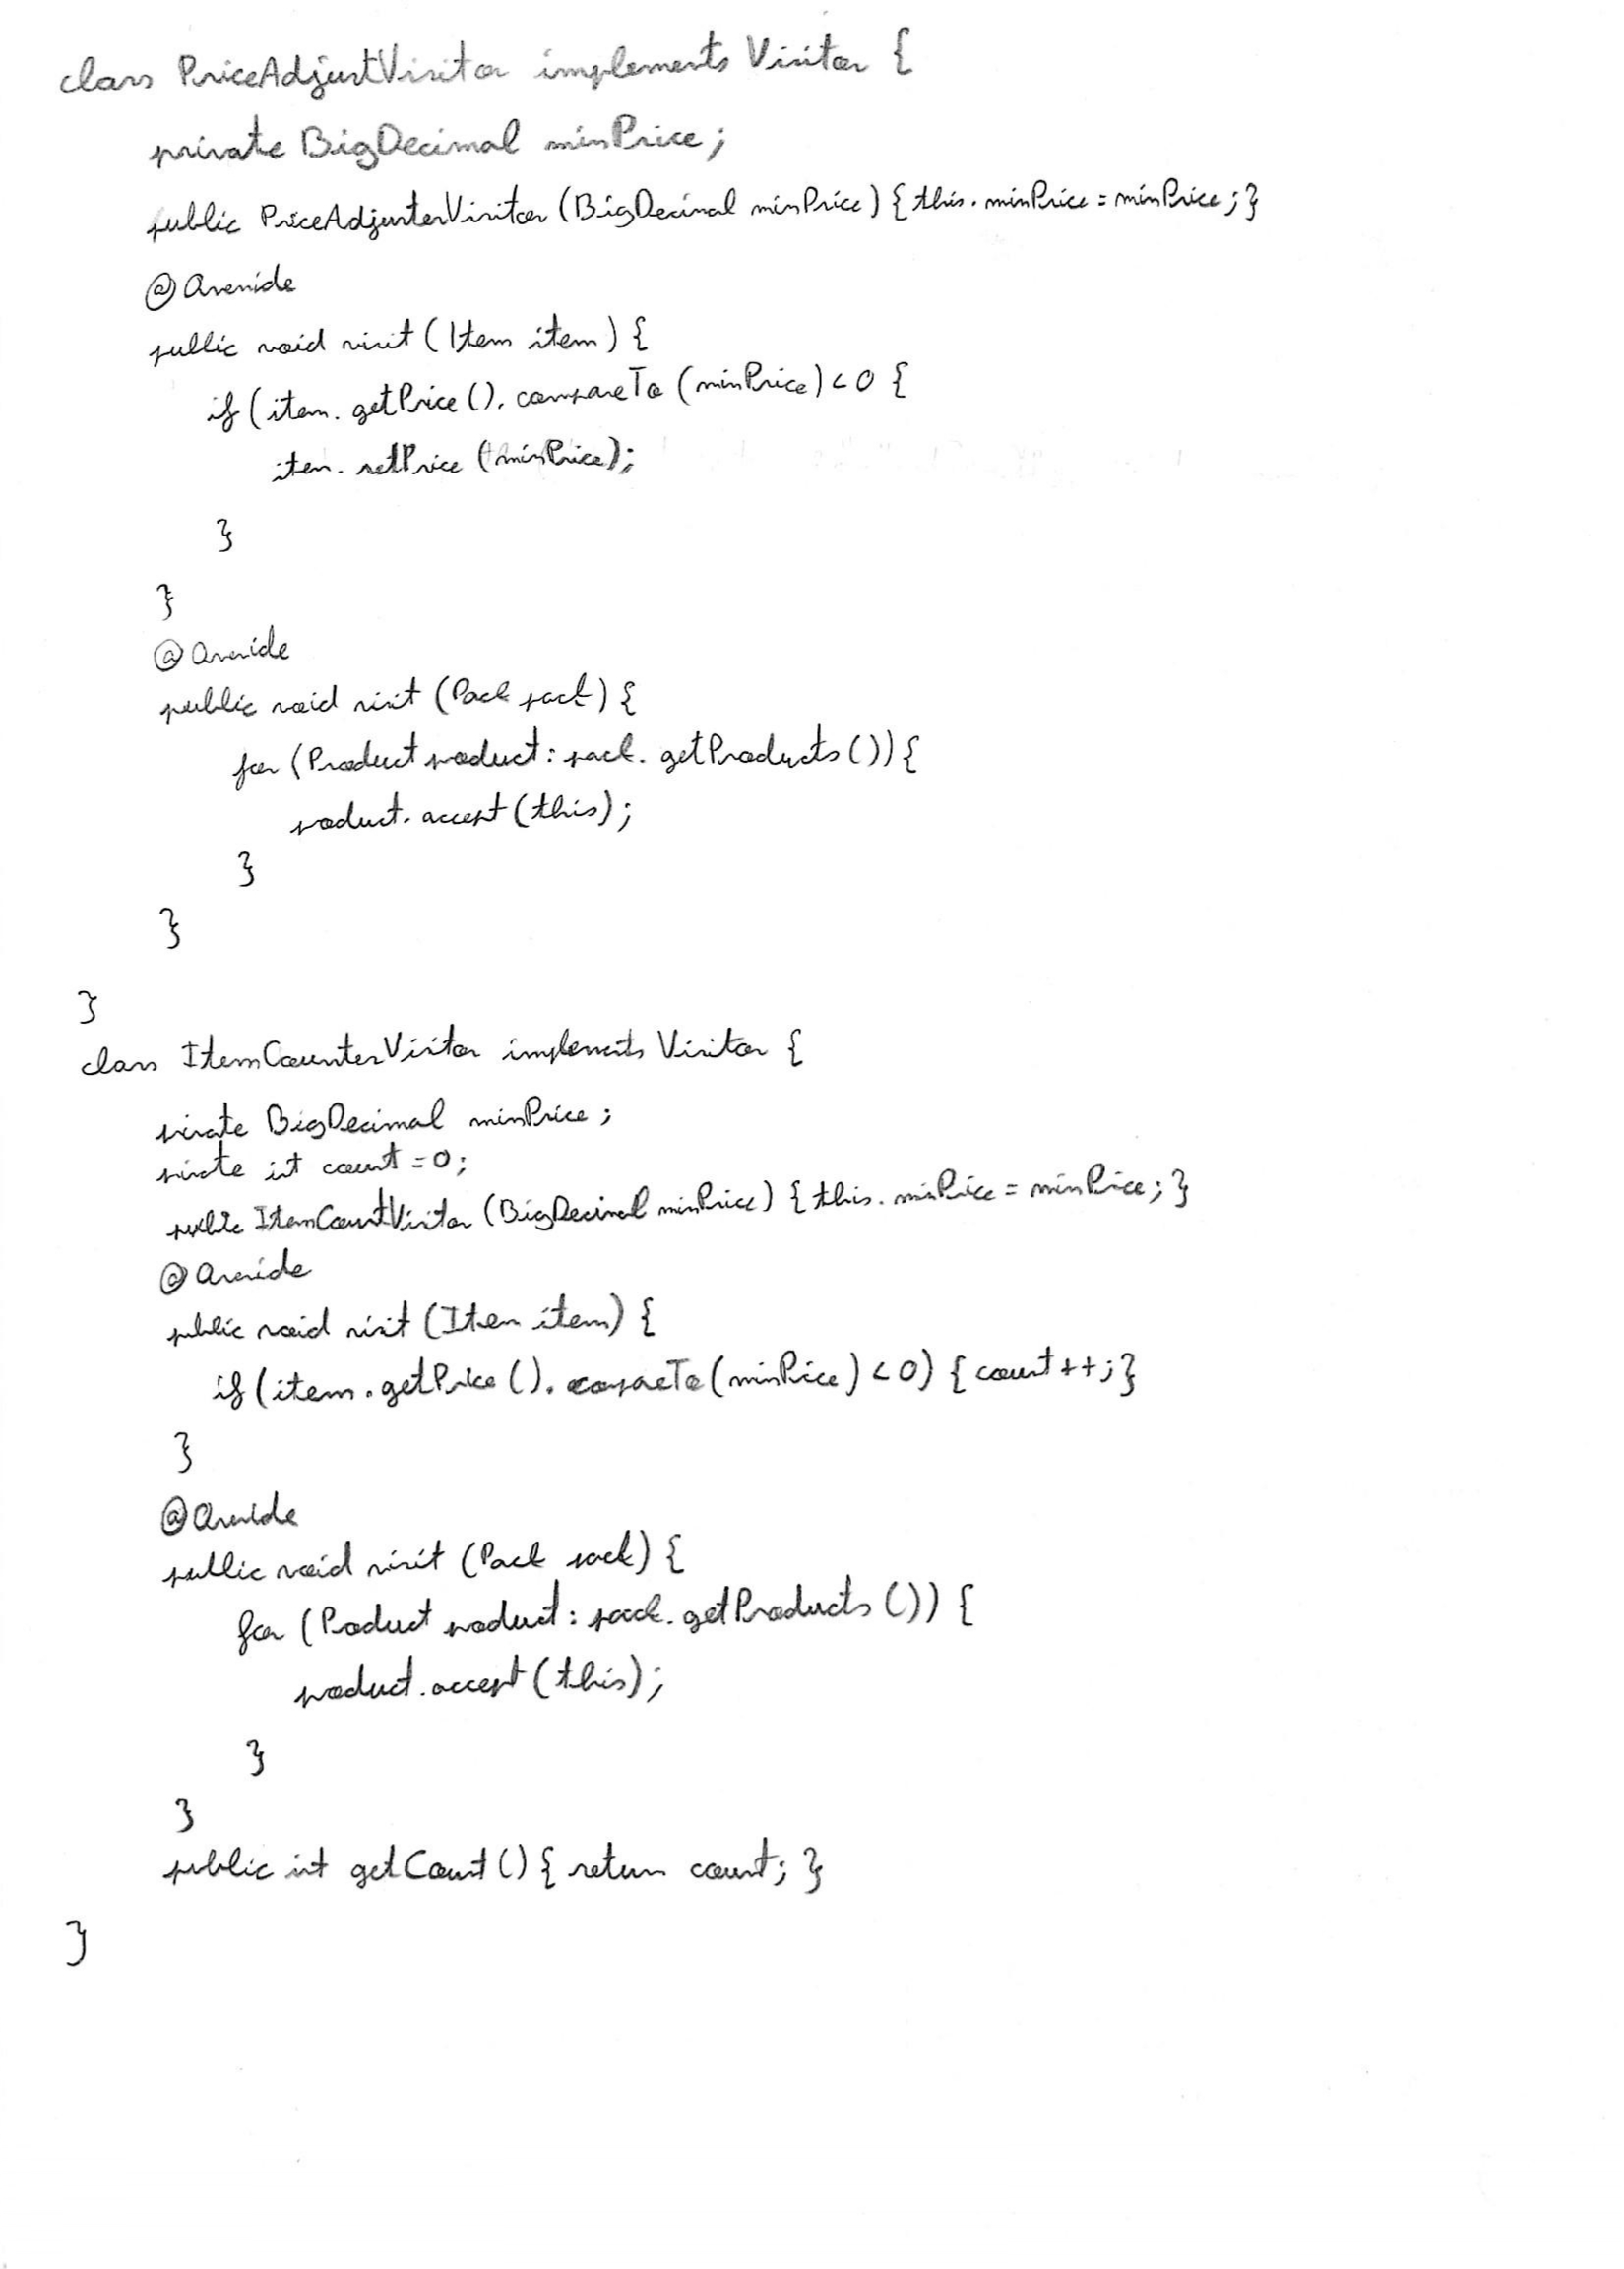 class PriceAdjustVisitor implements Visitor {
private BigDecimal minPrice;
public PriceAdjusterVisitor (BigDecimal minPrice) { this.minPrice = minPrice; }
@Override
public void visit (Item item) {
if (item.getPrice().compareTo (minPrice) < 0 {
item.setPrice (minPrice);
}
}
@Override
public void visit (Pack pack) {
for (Product product : pack.getProducts()) {
product.accept (this);
}
}
}
class ItemCounterVisitor implements Visitor {
private BigDecimal minPrice;
private int count = 0;
public ItemCountVisitor (BigDecimal minPrice) { this.minPrice = minPrice; }
@Override
public void visit (Item item) {
if (item.getPrice().compareTo (minPrice) < 0) { count++; }
}
@Override
public void visit (Pack pack) {
for (Product product : pack.getProducts()) {
product.accept (this);
}
}
public int getCount() { return count; }
}